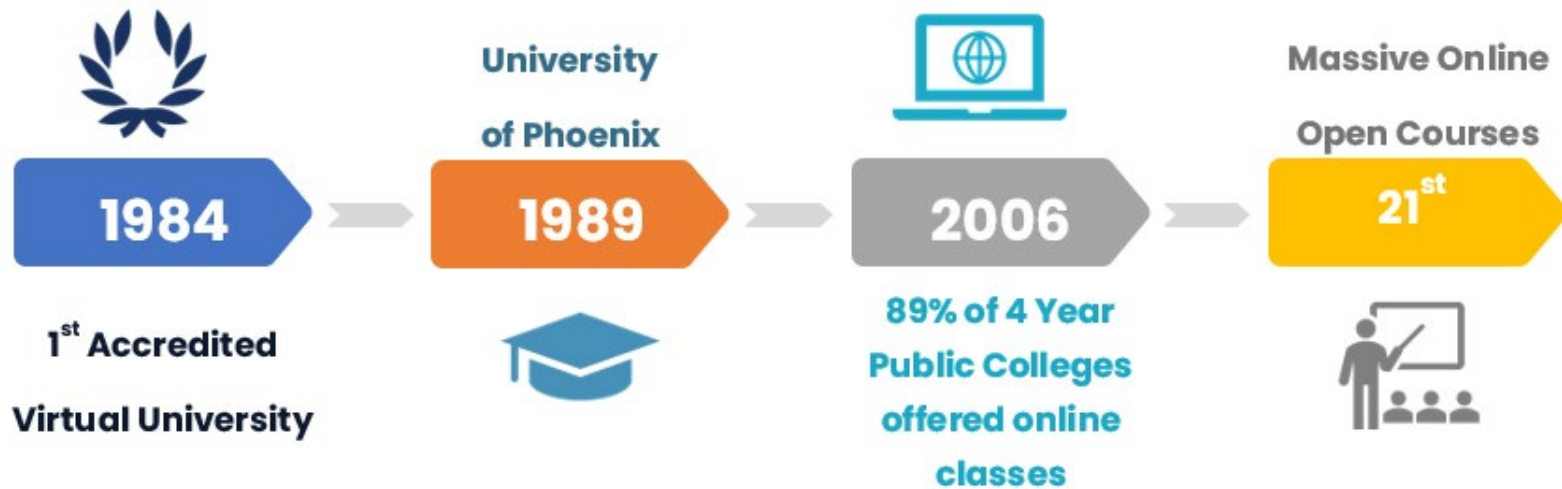 1984
1st Accredited
Virtual University
University
of Phoenix
1989
2006
89% of 4 Year
Public Colleges
offered online
classes
Massive Online
Open Courses
21st